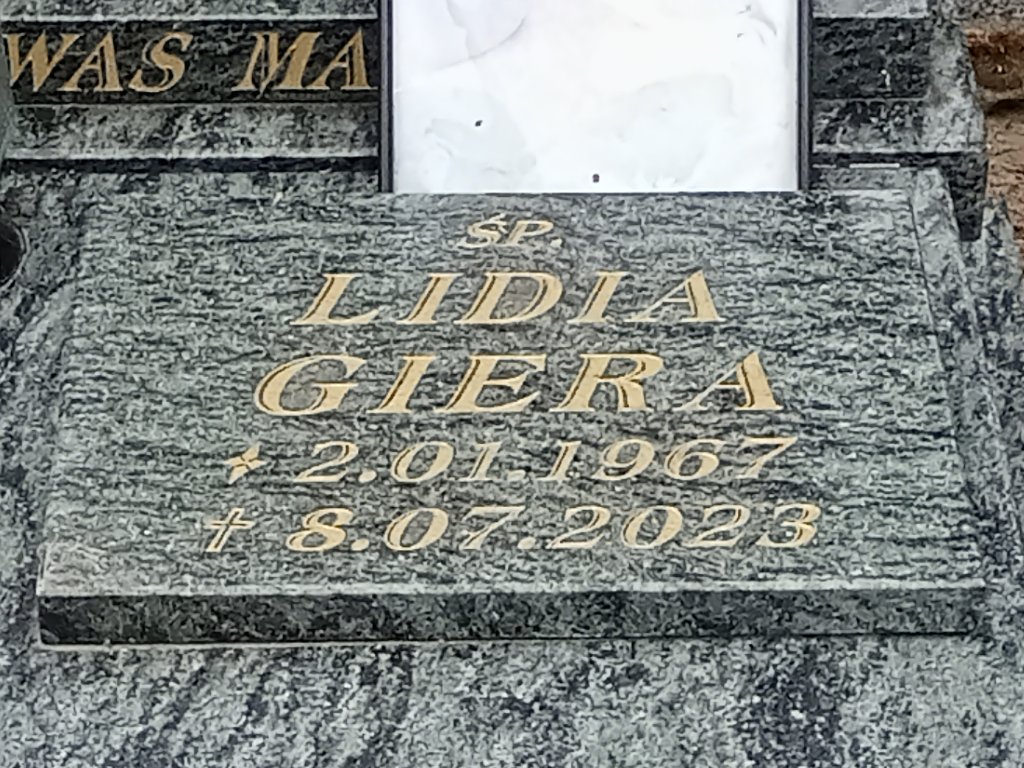 WAS MA
ŚP.
LIDIA
GIERA
2.01.1967
8.07.2023